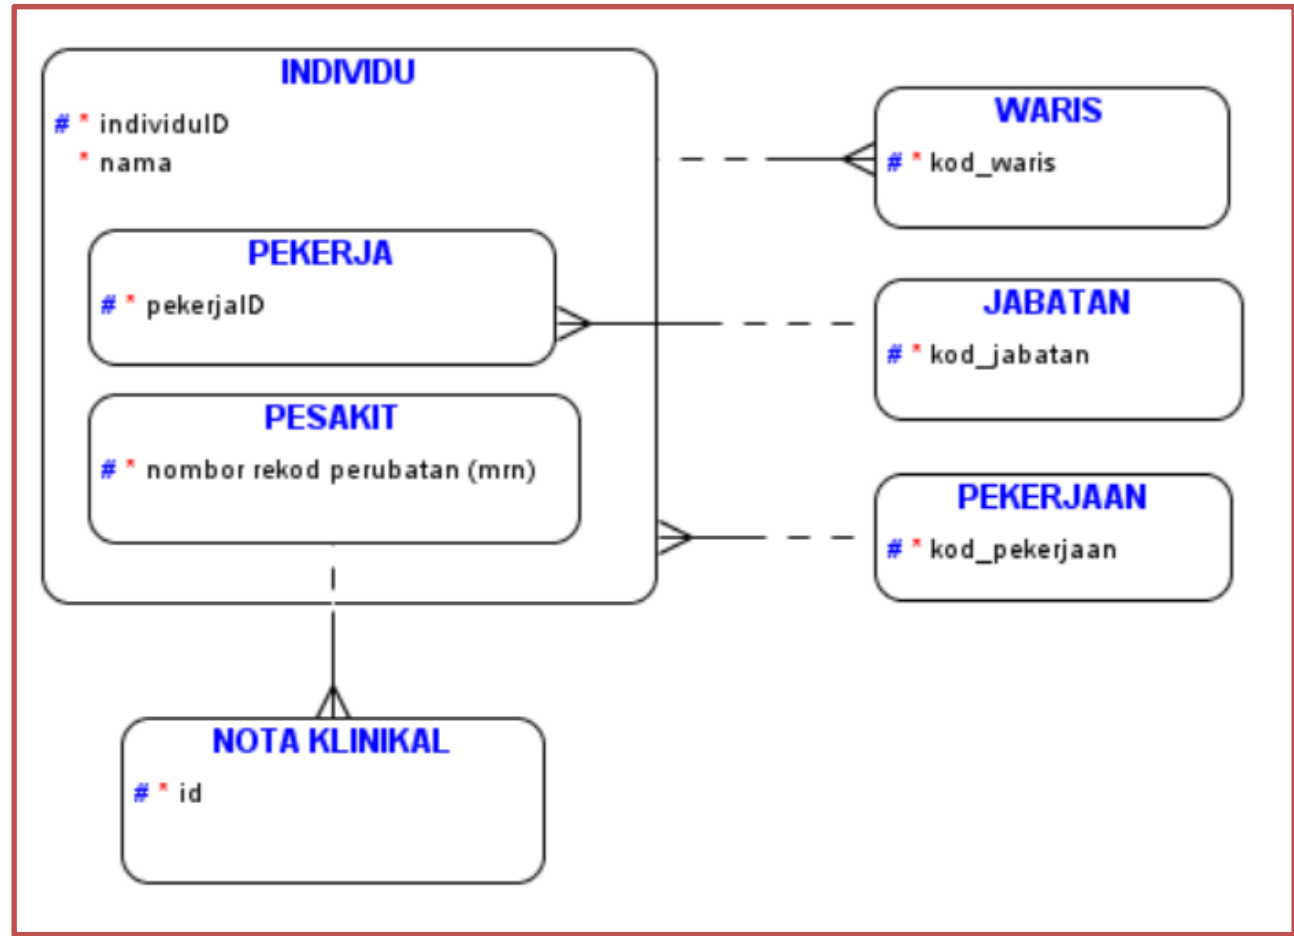 INDIVIDU
# * individuID
* nama
PEKERJA
# * pekerjaID
PESAKIT
# * nombor rekod perubatan (mrn)
WARIS
# * kod_waris
JABATAN
# * kod_jabatan
PEKERJAAN
# * kod_pekerjaan
NOTA KLINIKAL
# * id